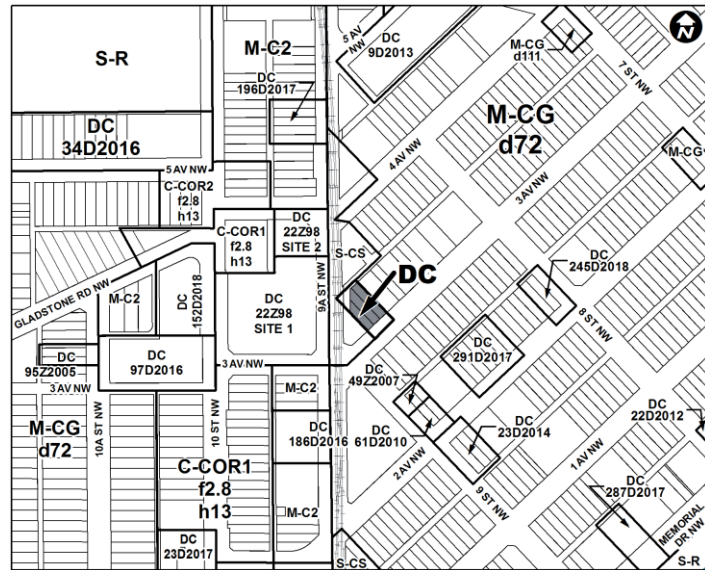 S-R
M-C2
DC
196D2017
5 AV
NW
DC
9D2013
M-CG
d111
7 ST NW
DC
34D2016
M-CG
d72
4 AV NW
3 AV NW
M-CG
5 AV NW
C-COR2
f2.8
h13
C-COR1
f2.8
h13
DC
22Z98
SITE 2
S-CS
DC
GLADSTONE RD NW
M-C2
DC
152D2018
DC
22Z98
SITE 1
9A ST NW
DC
245D2018
8 ST NW
DC
95Z2005
3 AV NW
DC
97D2016
3 AV NW
DC
49Z2007
DC
291D2017
M-CG
d72
10A ST NW
10 ST NW
C-COR1
f2.8
h13
M-C2
DC
186D2016
M-C2
DC
61D2010
2 AV NW
DC
23D2014
9 ST NW
1 AV NW
DC
22D2012
DC
287D2017
MEMORIAL
DR NW
DC
23D2017
S-CS
S-R
N